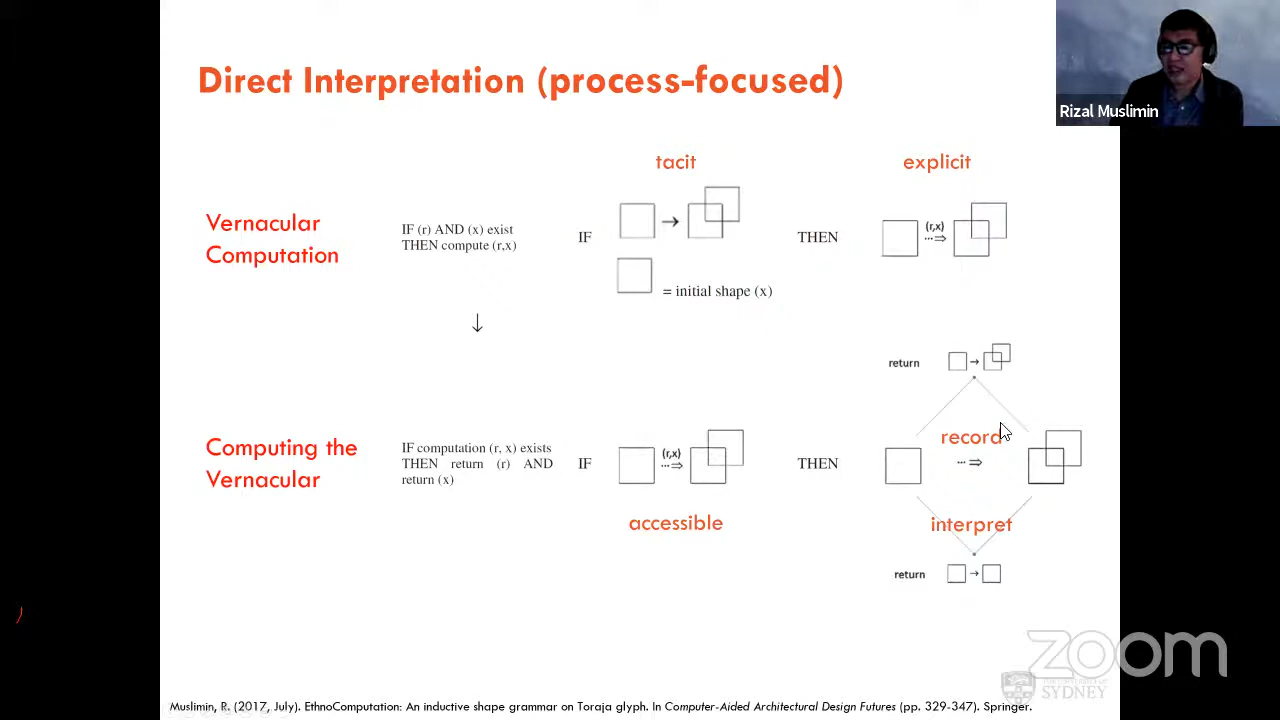 Direct Interpretation (process-focused)
Rizal Muslimin
tacit
explicit
Vernacular
Computation
IF (r) AND (x) exist
THEN compute (r,x)
IF
→
= initial shape (x)
THEN
(r,x)
··· ⇒
↓
return
→
Computing the
Vernacular
IF computation (r, x) exists
THEN return (r) AND
return (x)
IF
(r,x)
··· ⇒
accessible
THEN
record
··· ⇒
interpret
return
→
zoom
SYDNEY
Muslimin, R. (2017, July). EthnoComputation: An inductive shape grammar on Toraja glyph. In Computer-Aided Architectural Design Futures (pp. 329-347). Springer.